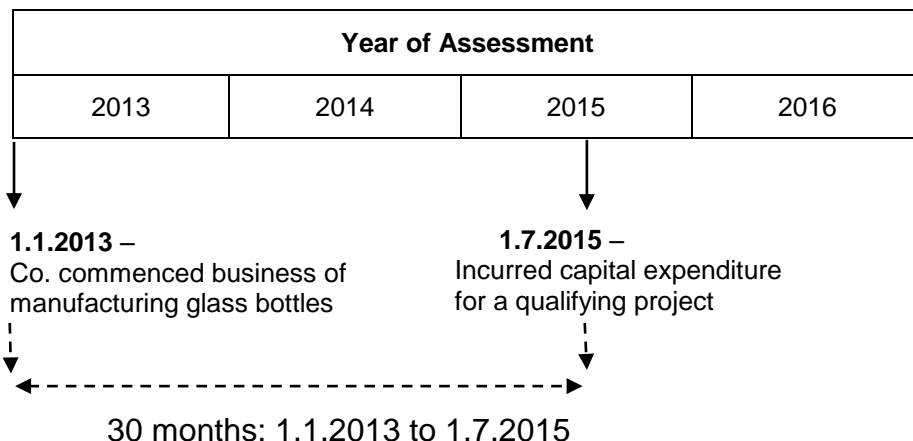 Year of Assessment
2013 2014 2015 2016
1.1.2013 –
Co. commenced business of
manufacturing glass bottles
1.7.2015 –
Incurred capital expenditure
for a qualifying project
30 months: 1.1.2013 to 1.7.2015